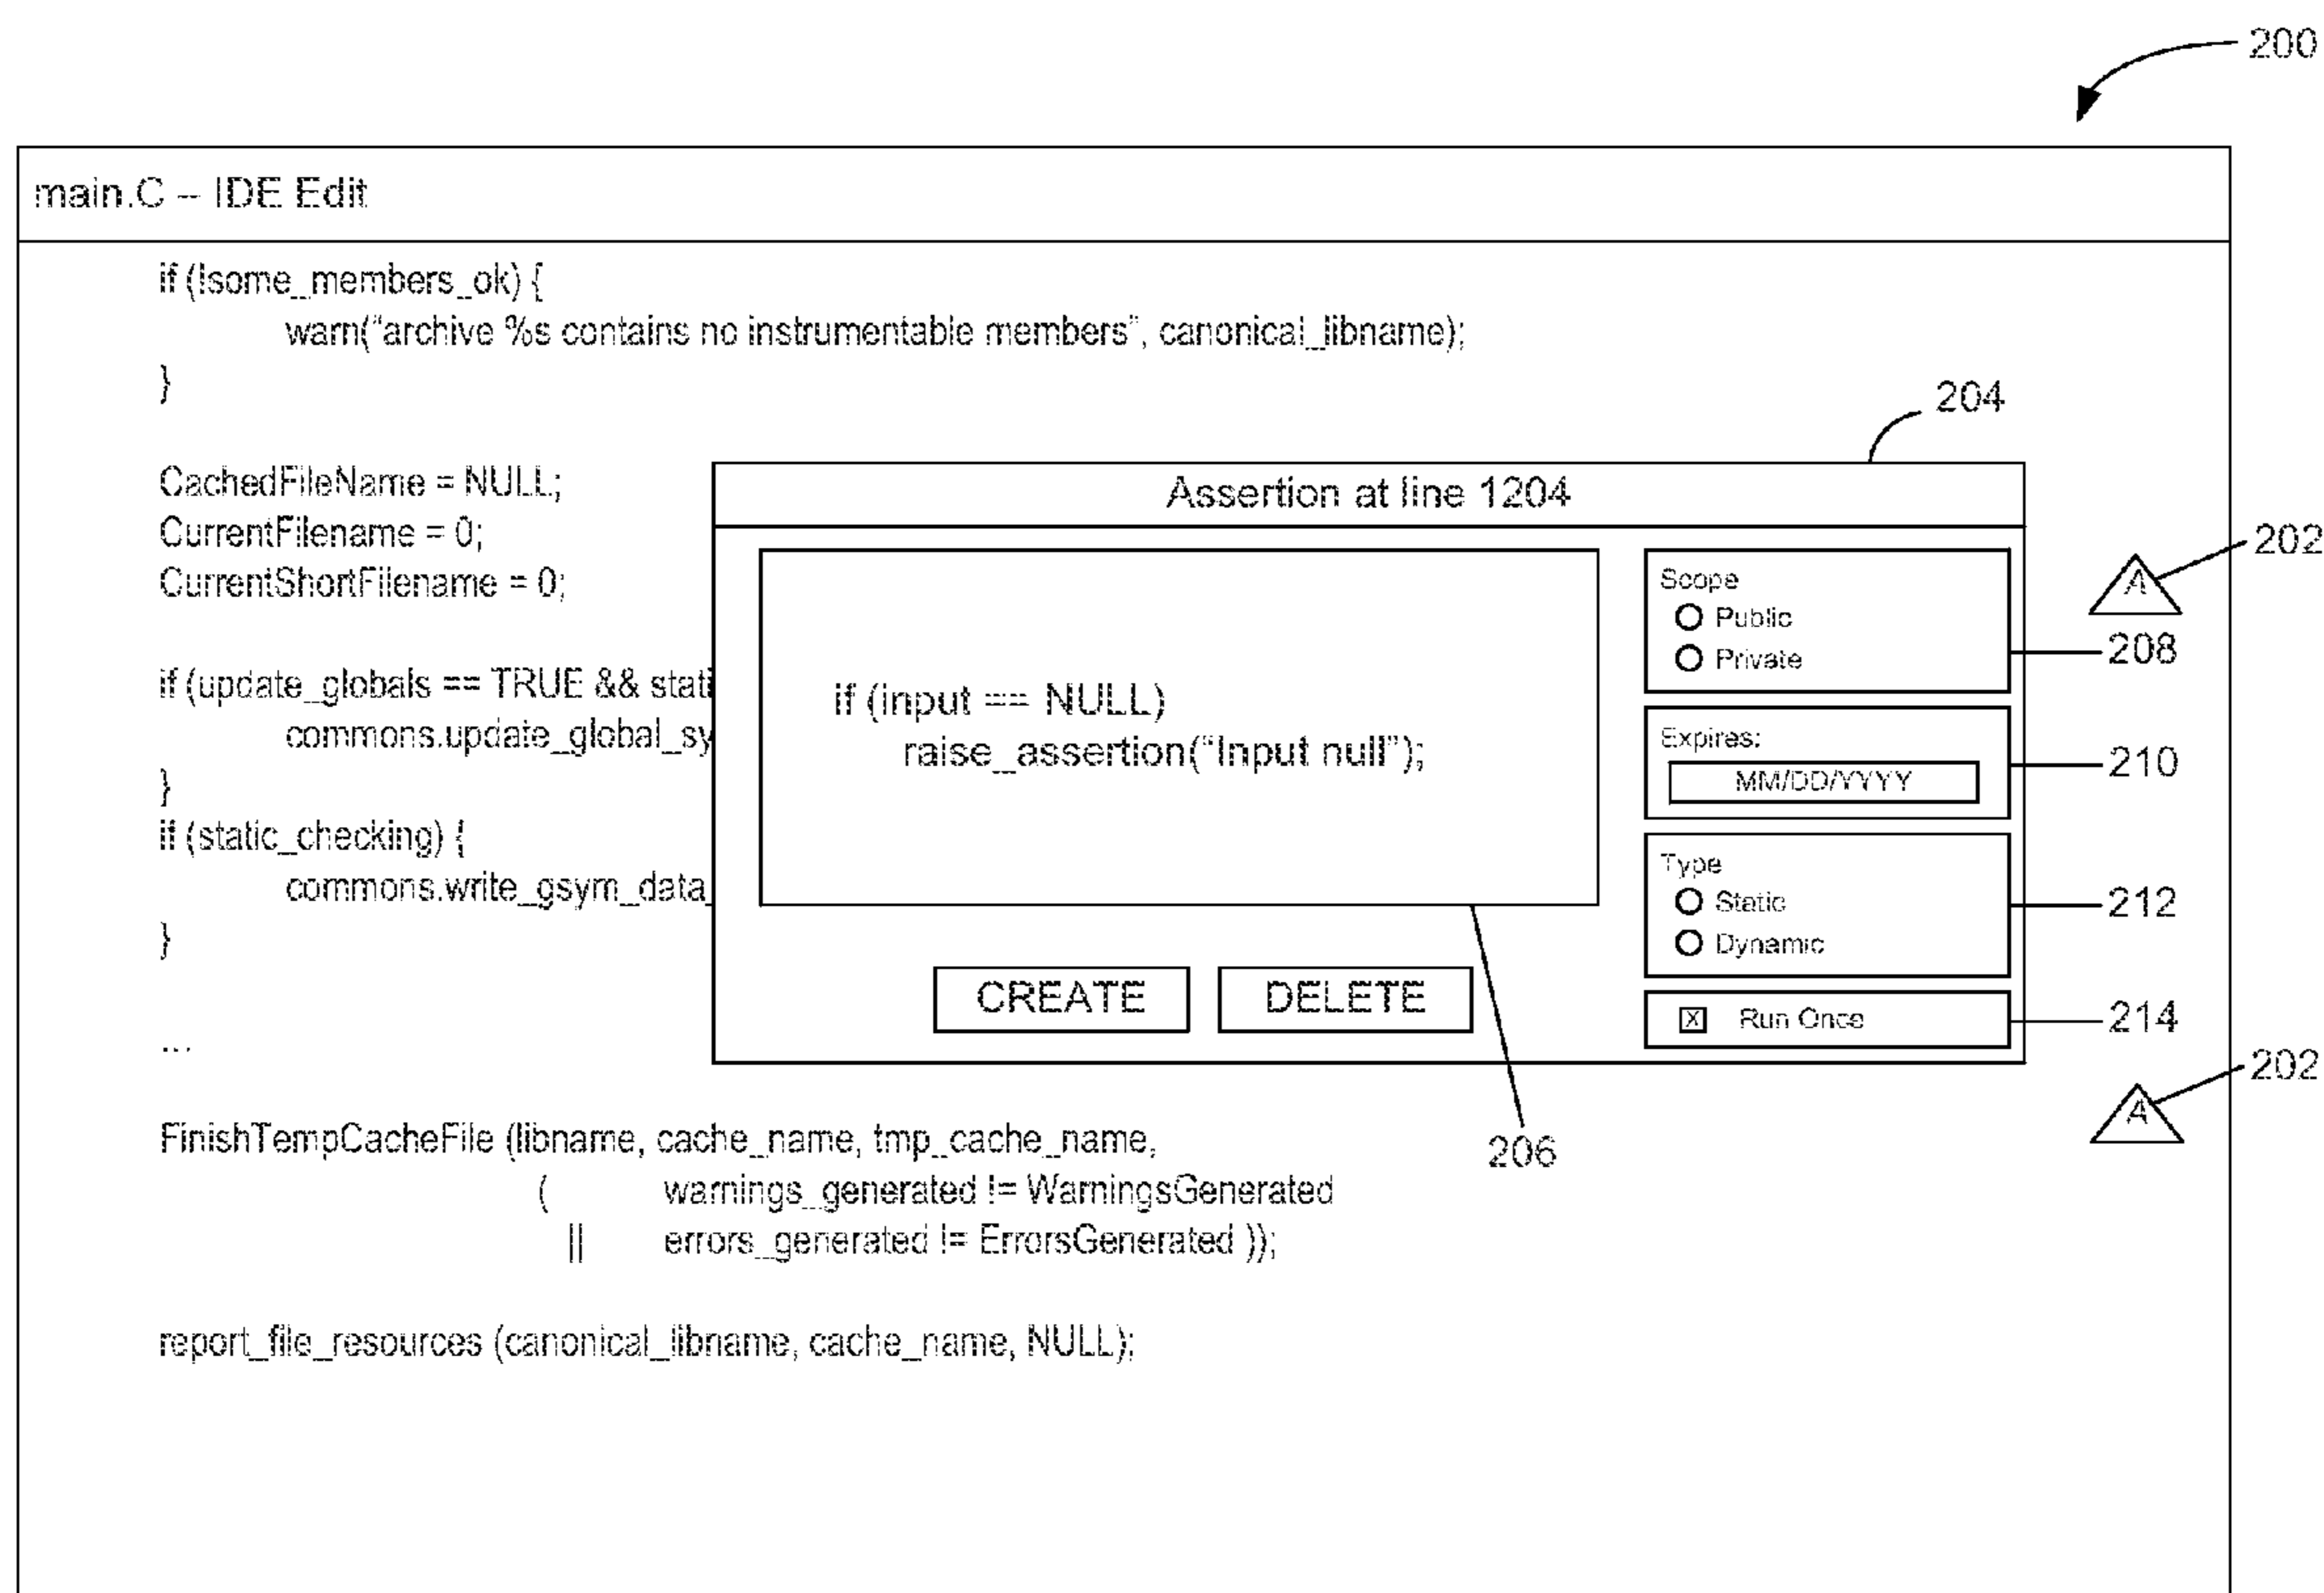 200
main.C -- IDE Edit
if (!some_members_ok) {
warn("archive %s contains no instrumentable members", canonical_libname);
}
204
CachedFileName = NULL;
CurrentFilename = 0;
CurrentShortFilename = 0;
if (update_globals == TRUE && stati
commons.update_global_sy
}
if (static_checking) {
commons.write_gsym_data_
}
...
Assertion at line 1204
if (input == NULL)
raise_assertion("Input null");
CREATE
DELETE
Scope
Public
Private
Expires:
MM/DD/YYYY
Type
Static
Dynamic
X Run Once
A
202
208
210
212
214
A
202
206
FinishTempCacheFile (libname, cache_name, tmp_cache_name,
( warnings_generated != WarningsGenerated
|| errors_generated != ErrorsGenerated ));
report_file_resources (canonical_libname, cache_name, NULL);